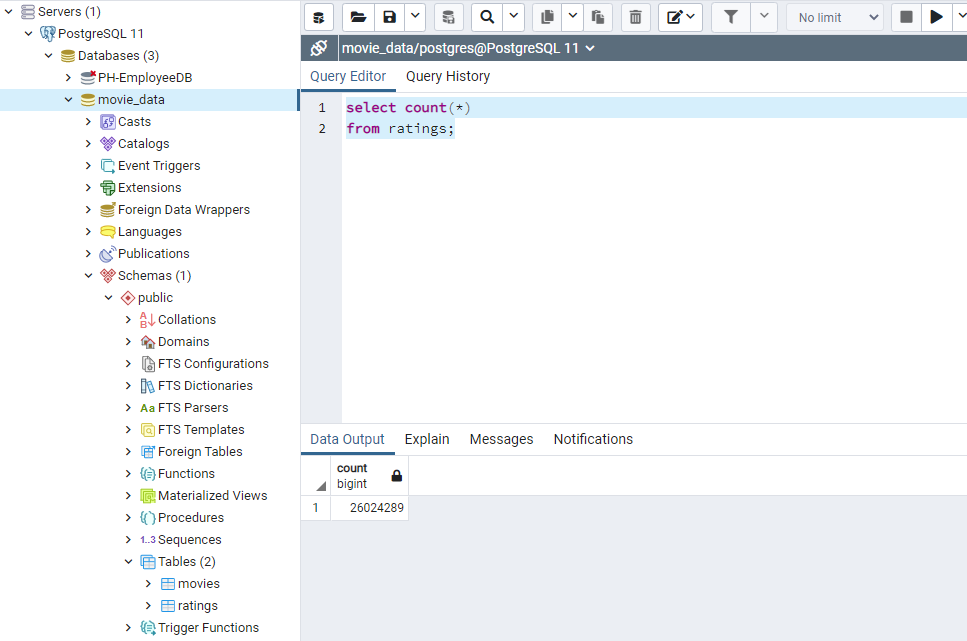 Servers (1)
PostgreSQL 11
Databases (3)
PH-EmployeeDB
movie_data
Casts
Catalogs
Event Triggers
Extensions
Foreign Data Wrappers
Languages
Publications
Schemas (1)
public
Collations
Domains
FTS Configurations
FTS Dictionaries
Aa FTS Parsers
FTS Templates
Foreign Tables
Functions
Materialized Views
Procedures
1..3 Sequences
Tables (2)
movies
ratings
Trigger Functions
No limit
movie_data/postgres@PostgreSQL 11
Query Editor Query History
1 select count(*)
2 from ratings;
Data Output Explain Messages Notifications
count
bigint
1 26024289